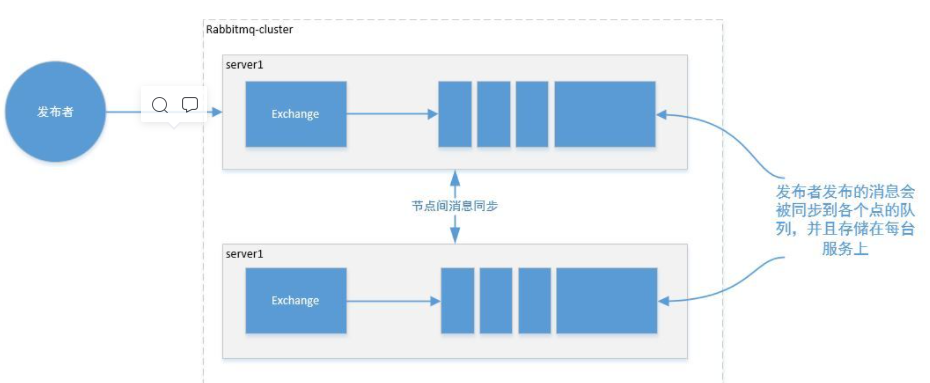 Rabbitmq-cluster
server1
发布者
Exchange
节点间消息同步
发布者发布的消息会
被同步到各个点的队
列，并且存储在每台
服务上
server1
Exchange